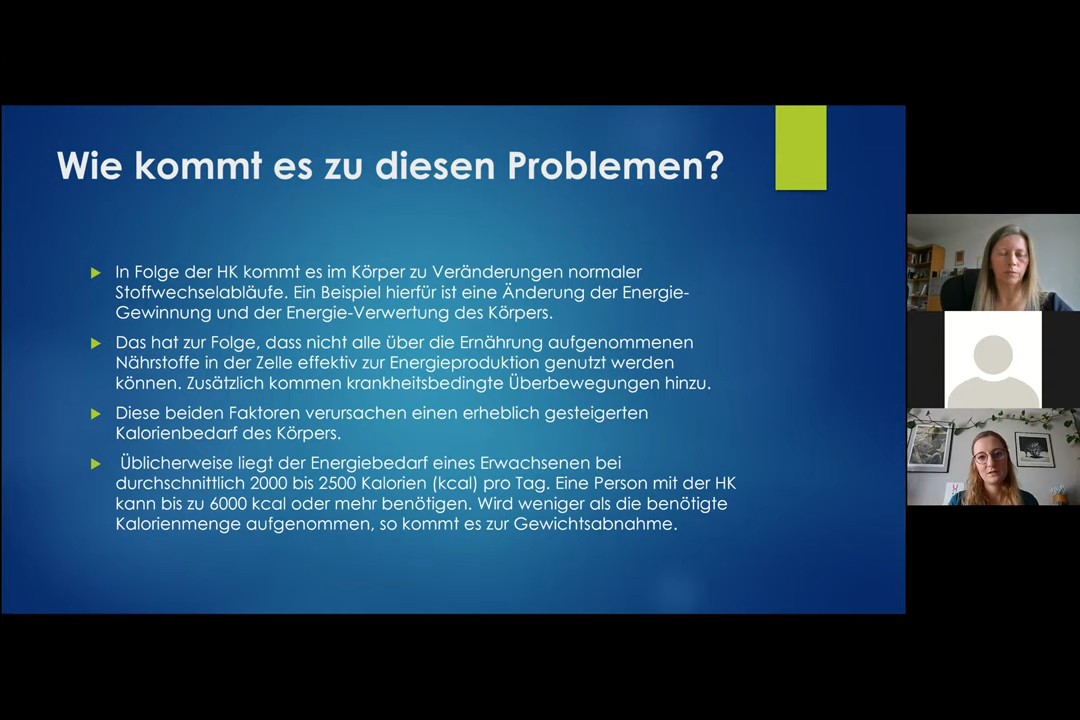 Wie kommt es zu diesen Problemen?
In Folge der HK kommt es im Körper zu Veränderungen normaler
Stoffwechselabläufe. Ein Beispiel hierfür ist eine Änderung der Energie-
Gewinnung und der Energie-Verwertung des Körpers.
Das hat zur Folge, dass nicht alle über die Ernährung aufgenommenen
Nährstoffe in der Zelle effektiv zur Energieproduktion genutzt werden
können. Zusätzlich kommen krankheitsbedingte Überbewegungen hinzu.
Diese beiden Faktoren verursachen einen erheblich gesteigerten
Kalorienbedarf des Körpers.
Üblicherweise liegt der Energiebedarf eines Erwachsenen bei
durchschnittlich 2000 bis 2500 Kalorien (kcal) pro Tag. Eine Person mit der HK
kann bis zu 6000 kcal oder mehr benötigen. Wird weniger als die benötigte
Kalorienmenge aufgenommen, so kommt es zur Gewichtsabnahme.